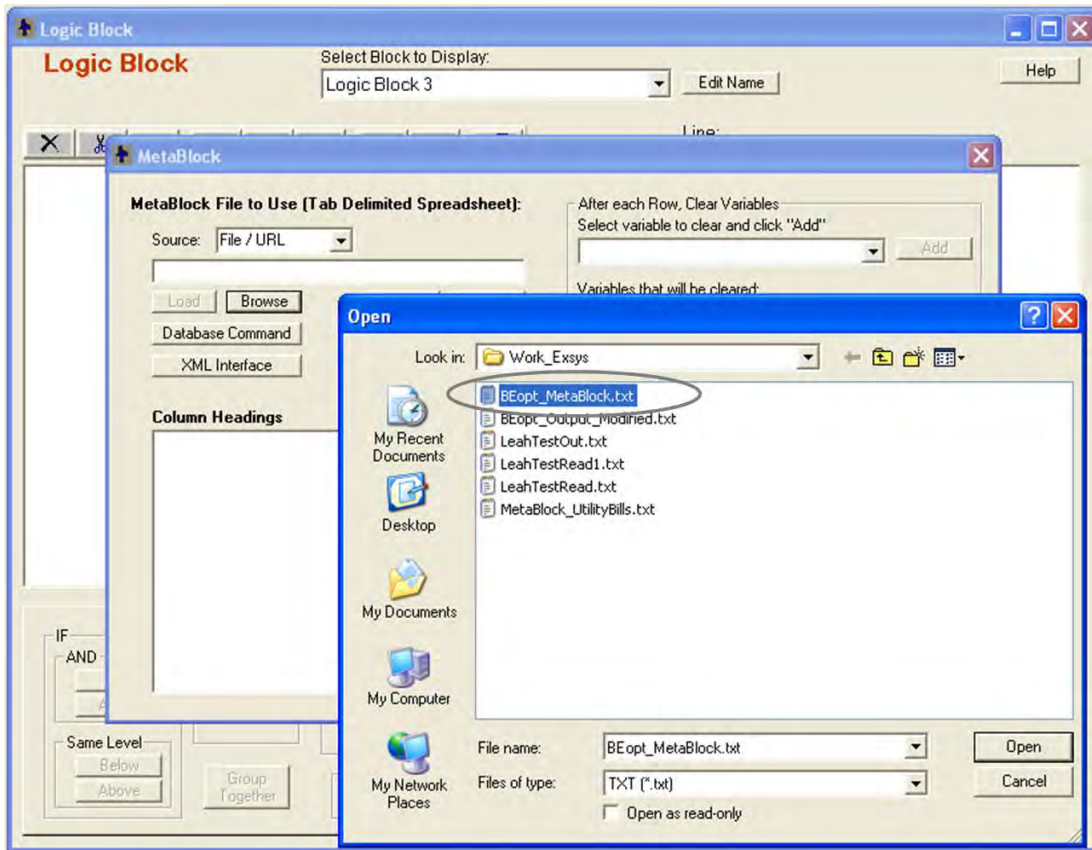 Logic Block
Logic Block
Select Block to Display:
Logic Block 3
Edit Name
Help
Line:
MetaBlock
MetaBlock File to Use (Tab Delimited Spreadsheet):
Source: File / URL
Load Browse
Database Command
XML Interface
Column Headings
After each Row, Clear Variables
Select variable to clear and click "Add"
Add
Variables that will be cleared:
Open
Look in: Work_Exsys
My Recent Documents
Desktop
My Documents
My Computer
My Network Places
BEopt_MetaBlock.txt
BEopt_Output_Modified.txt
LeahTestOut.txt
LeahTestRead1.txt
LeahTestRead.txt
MetaBlock_UtilityBills.txt
File name: BEopt_MetaBlock.txt Open
Files of type: TXT (*.txt) Cancel
Open as read-only
IF
AND
Same Level
Below
Above
Group Together